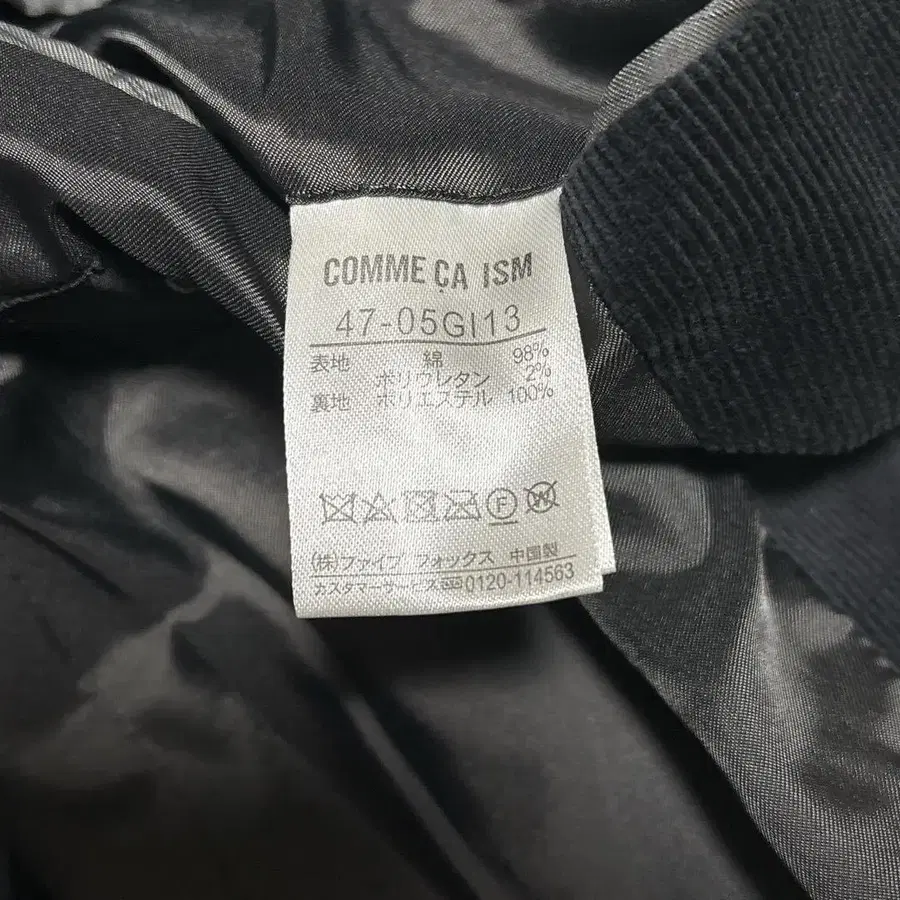 COMME ÇA ISM
47-05GI13
表地 綿 98%
ポリウレタン 2%
裏地 ポリエステル 100%
F W
(株)ファイブ フォックス 中国製
カスタマーサービス 0120-114563